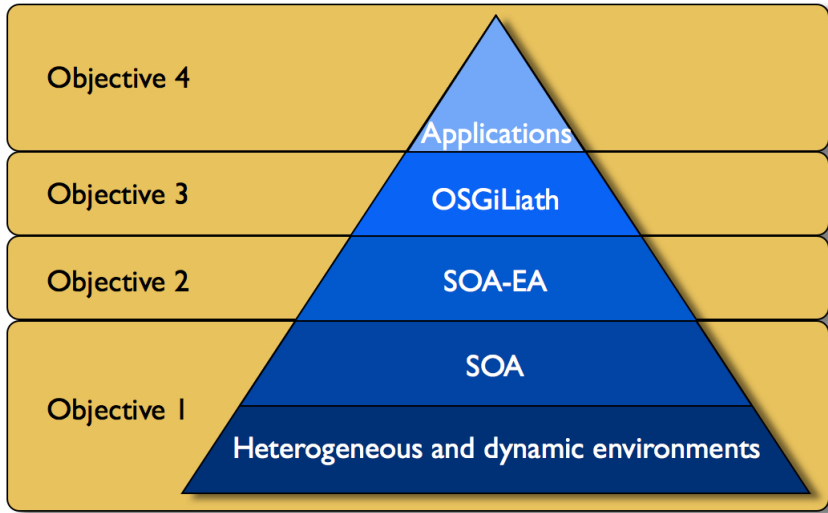 Objective 4
Applications
Objective 3
OSGiLiath
Objective 2
SOA-EA
SOA
Objective 1
Heterogeneous and dynamic environments